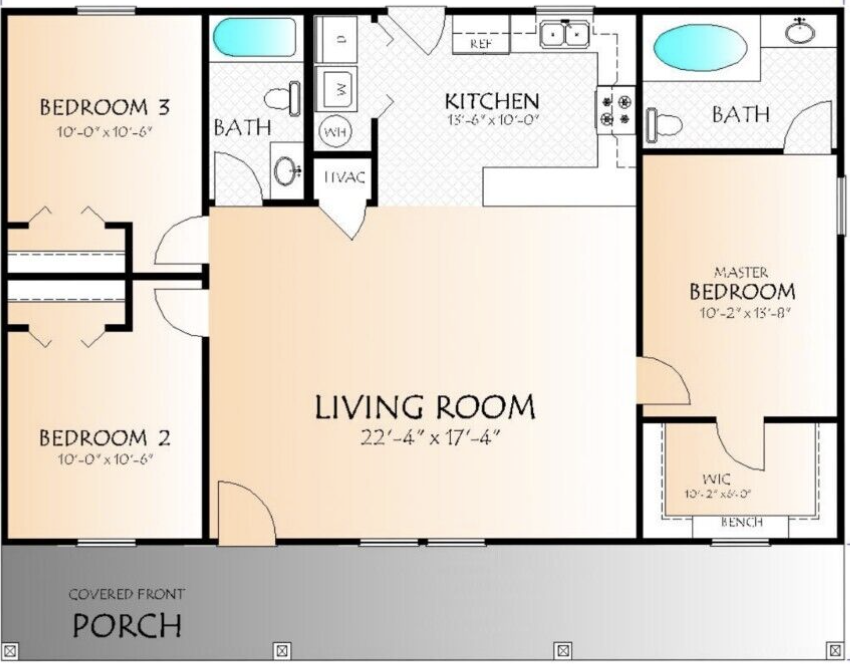 BEDROOM 3
10'-0" x 10'-6"
BATH
D
W
WH
HVAC
REF
KITCHEN
13'-6" x 10'-0"
BATH
MASTER
BEDROOM
10'-2" x 13'-8"
LIVING ROOM
22'-4" x 17'-4"
BEDROOM 2
10'-0" x 10'-6"
WIC
10'-2" x 6'-0"
BENCH
COVERED FRONT
PORCH